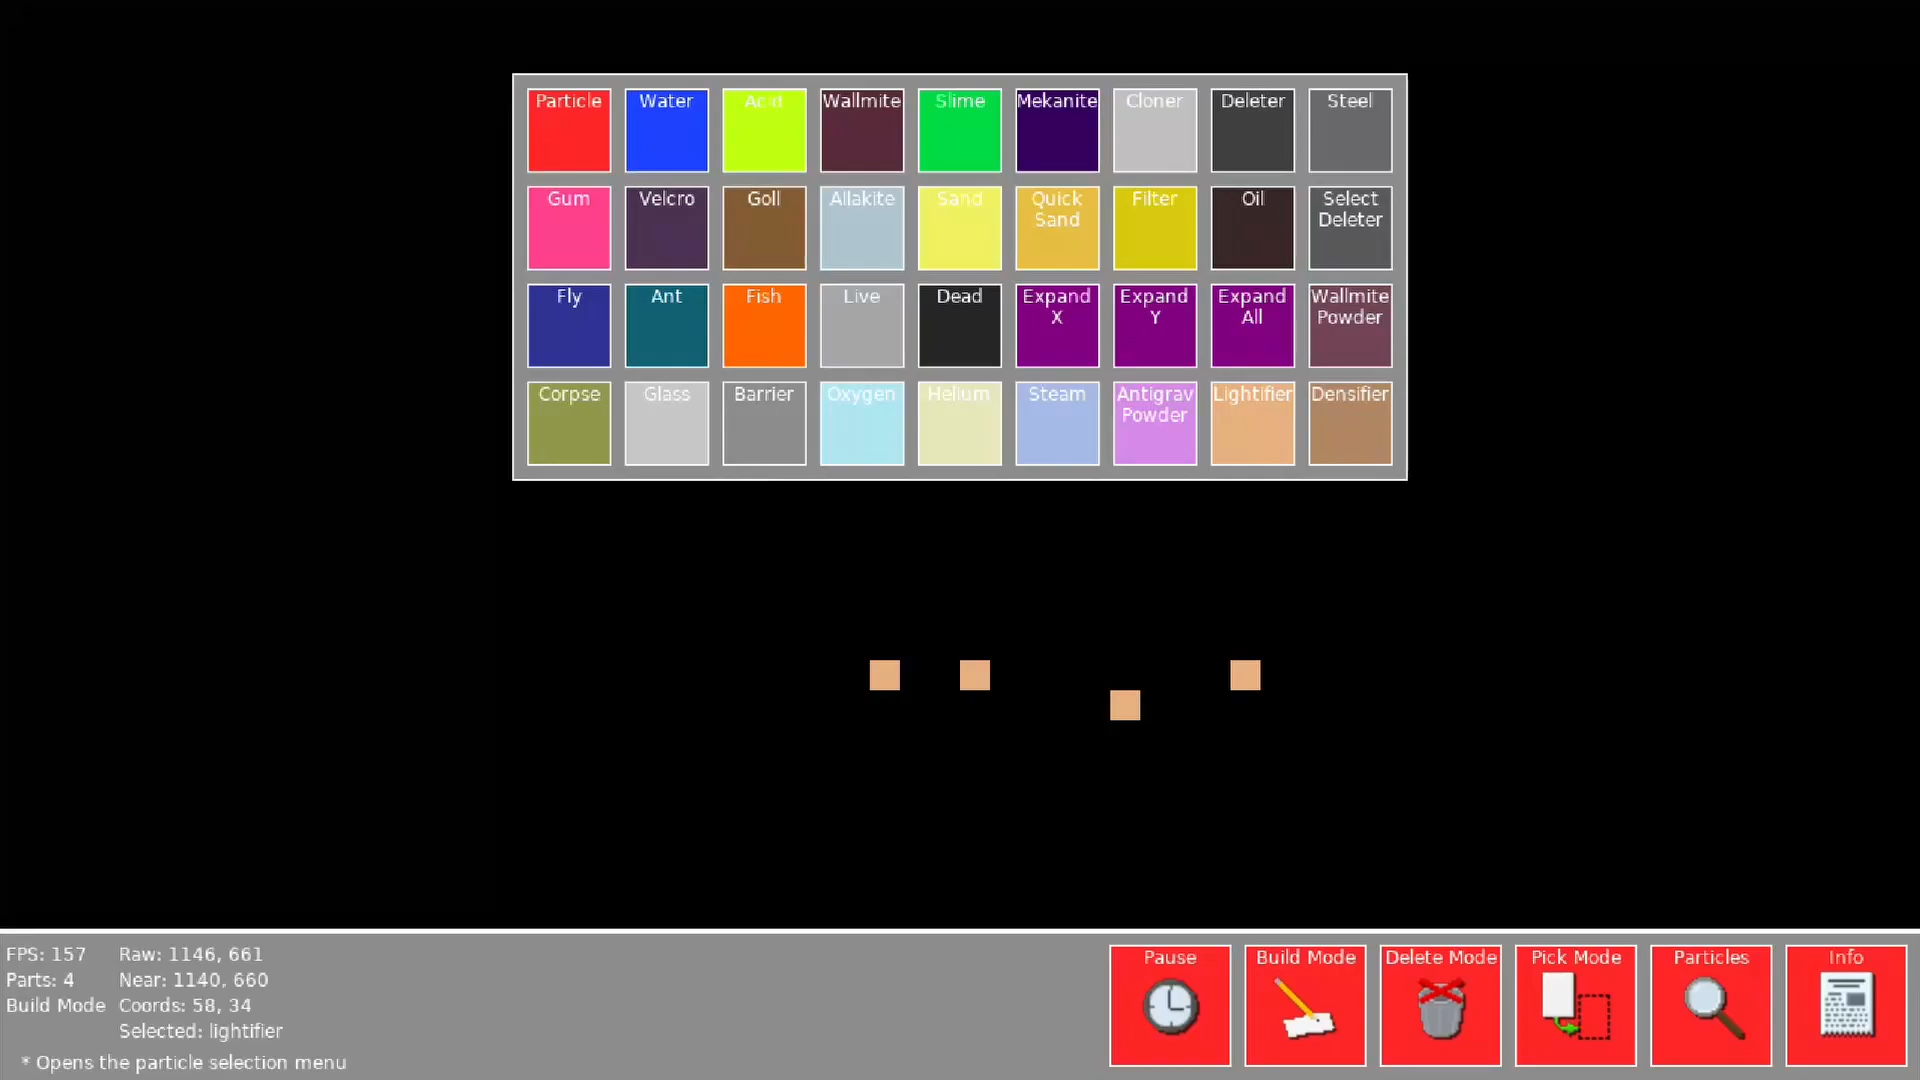 Particle Water Acid Wallmite Slime Mekanite Cloner Deleter Steel
Gum Velcro Goll Allakite Sand Quick Sand Filter Oil Select Deleter
Fly Ant Fish Live Dead Expand X Expand Y Expand All Wallmite Powder
Corpse Glass Barrier Oxygen Helium Steam Antigrav Powder Lightifier Densifier
FPS: 157 Raw: 1146, 661
Parts: 4 Near: 1140, 660
Build Mode Coords: 58, 34
Selected: lightifier
* Opens the particle selection menu
Pause Build Mode Delete Mode Pick Mode Particles Info